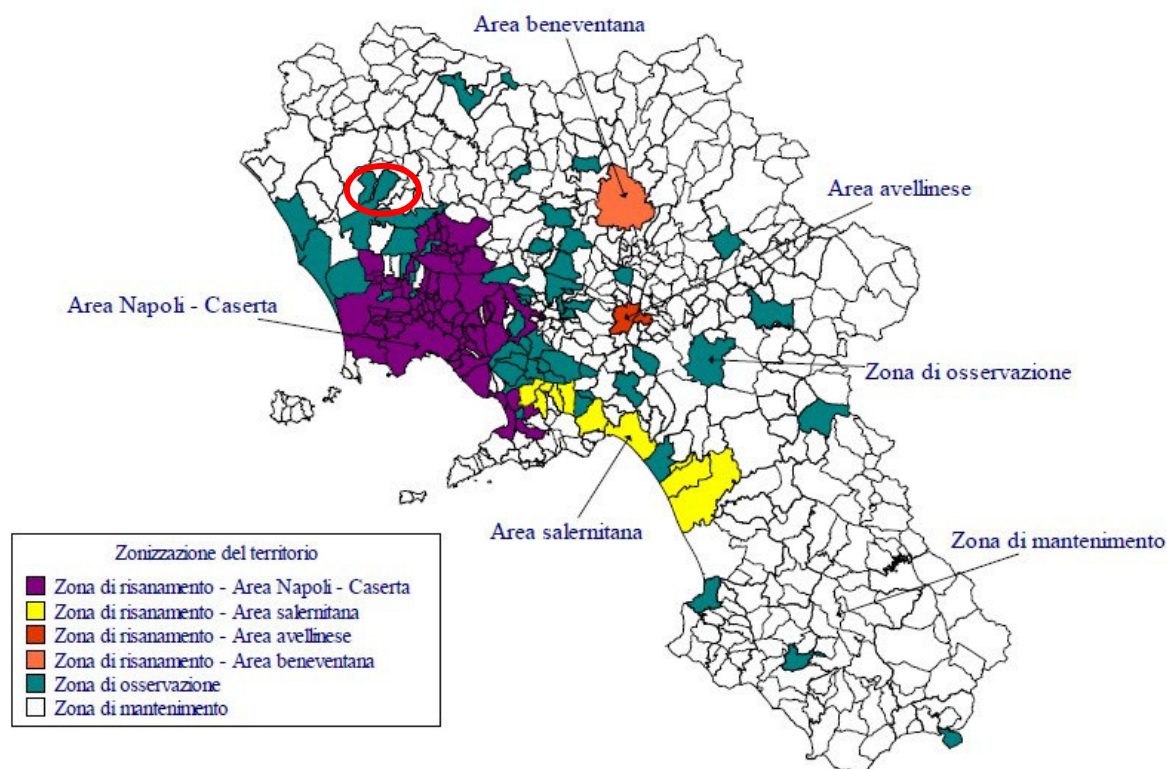 Area beneventana
Area avellinese
Area Napoli - Caserta
Zona di osservazione
Area salernitana
Zona di mantenimento
Zonizzazione del territorio
Zona di risanamento - Area Napoli - Caserta
Zona di risanamento - Area salernitana
Zona di risanamento - Area avellinese
Zona di risanamento - Area beneventana
Zona di osservazione
Zona di mantenimento